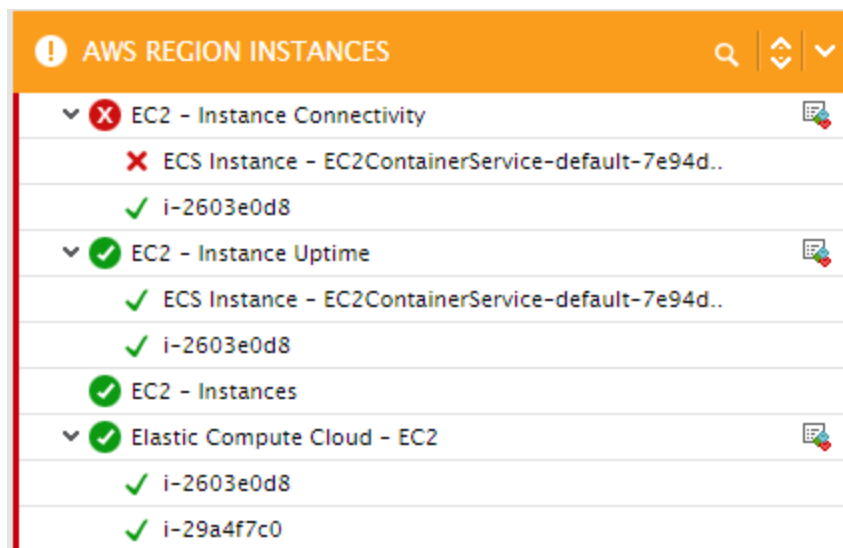 AWS REGION INSTANCES
EC2 - Instance Connectivity
ECS Instance - EC2ContainerService-default-7e94d..
i-2603e0d8
EC2 - Instance Uptime
ECS Instance - EC2ContainerService-default-7e94d..
i-2603e0d8
EC2 - Instances
Elastic Compute Cloud - EC2
i-2603e0d8
i-29a4f7c0